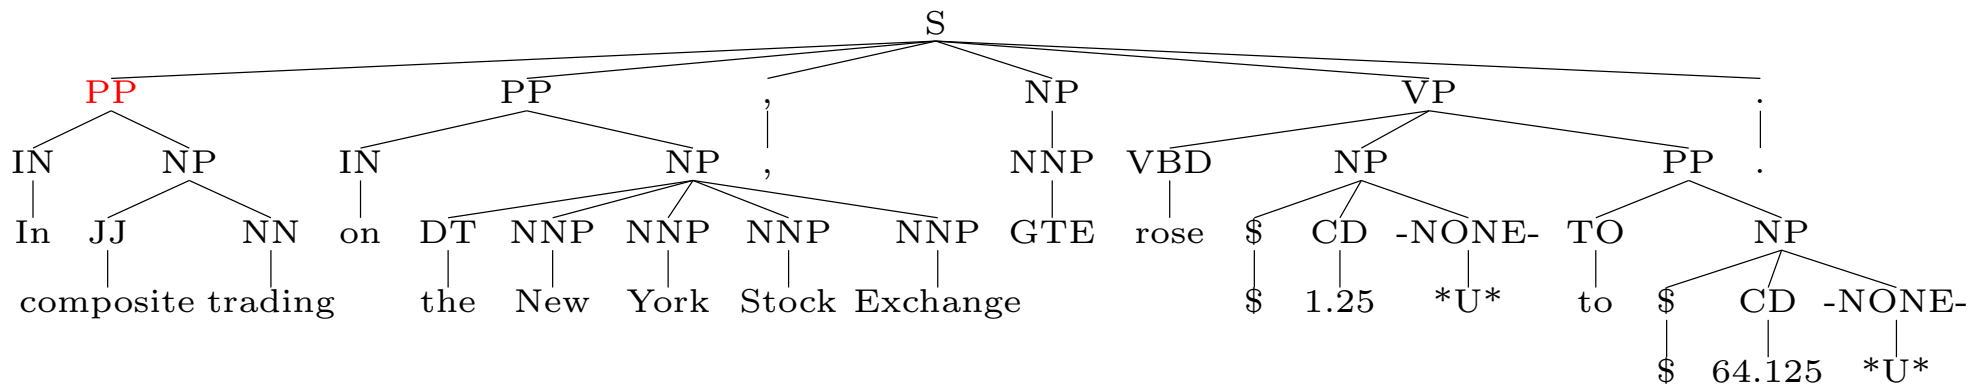 S
PP PP , NP VP .
IN NP IN NP , NNP VBD NP PP .
In JJ NN on DT NNP NNP NNP NNP GTE rose $ CD -NONE- TO NP
composite trading the New York Stock Exchange $ 1.25 *U* to $ CD -NONE-
$ 64.125 *U*